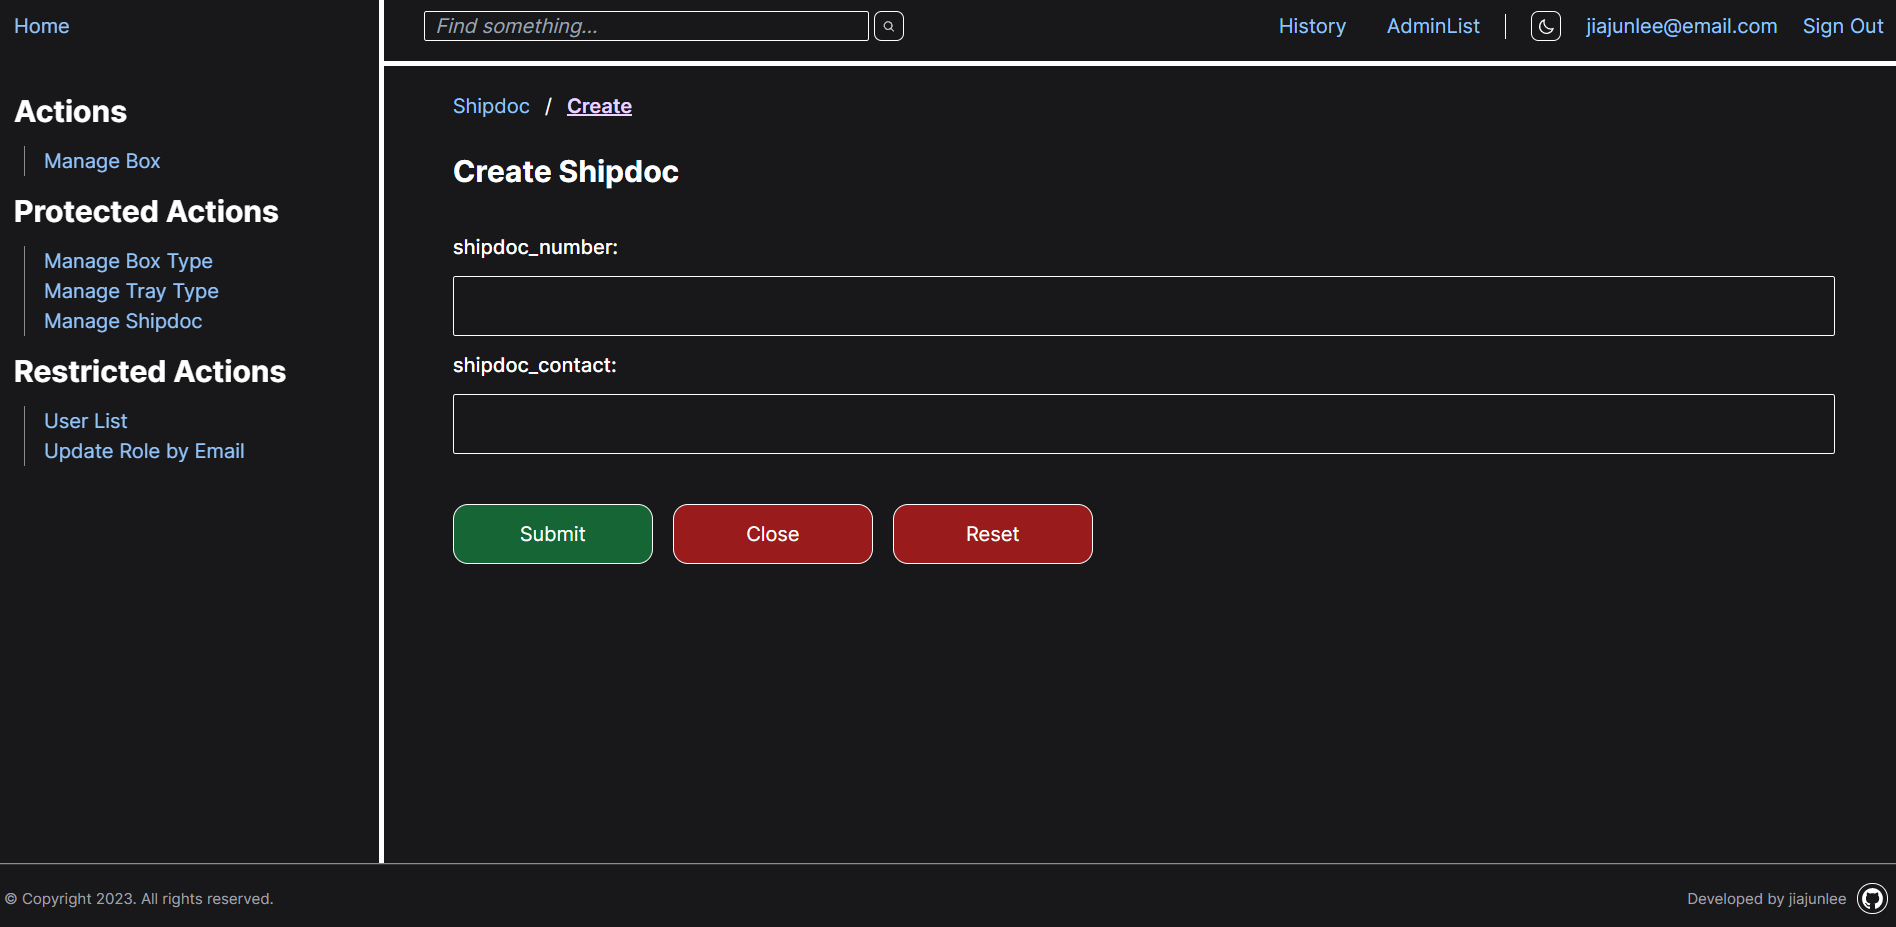 Home
Find something...
History AdminList jiajunlee@email.com Sign Out
Actions
Manage Box
Protected Actions
Manage Box Type
Manage Tray Type
Manage Shipdoc
Restricted Actions
User List
Update Role by Email
Shipdoc / Create
Create Shipdoc
shipdoc_number:
shipdoc_contact:
Submit Close Reset
© Copyright 2023. All rights reserved.
Developed by jiajunlee